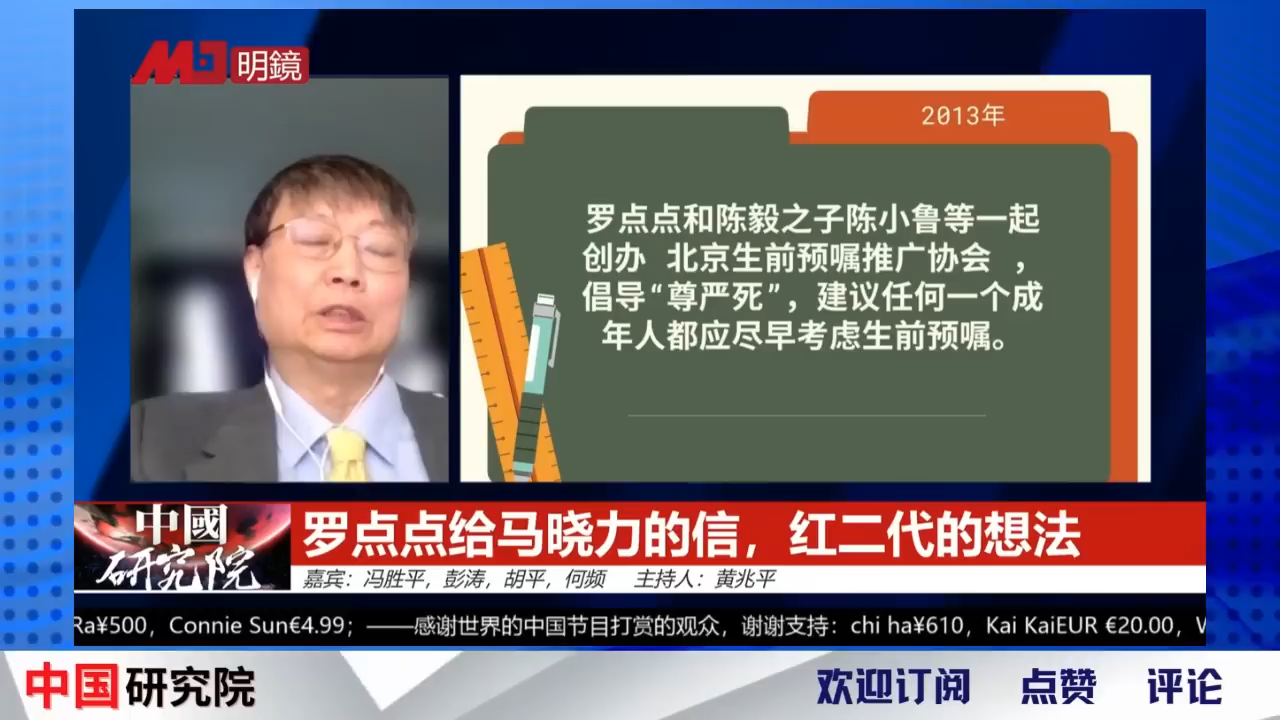 明鏡
2013年
罗点点和陈毅之子陈小鲁等一起
创办 北京生前预嘱推广协会 ，
倡导“尊严死”，建议任何一个成
年人都应尽早考虑生前预嘱。
中國
研究院
罗点点给马晓力的信，红二代的想法
嘉宾：冯胜平，彭涛，胡平，何频 主持人：黄兆平
Ra¥500，Connie Sun€4.99；——感谢世界的中国节目打赏的观众，谢谢支持：chi ha¥610，Kai KaiEUR €20.00，
中国研究院
欢迎订阅 点赞 评论